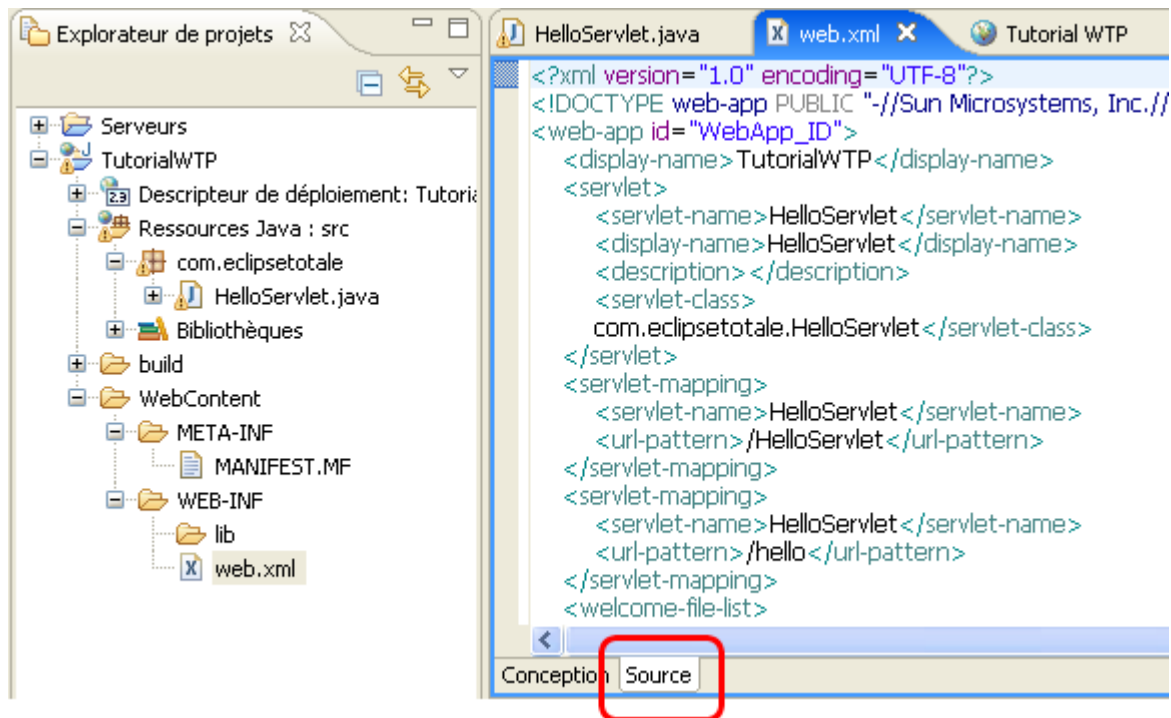 Explorateur de projets
Serveurs
TutorialWTP
2.3 Descripteur de déploiement: Tutoria
Ressources Java : src
com.eclipsetotale
J HelloServlet.java
Bibliothèques
build
WebContent
META-INF
MANIFEST.MF
WEB-INF
lib
X web.xml
J HelloServlet.java X web.xml Tutorial WTP
<?xml version="1.0" encoding="UTF-8"?>
<!DOCTYPE web-app PUBLIC "-//Sun Microsystems, Inc.//
<web-app id="WebApp_ID">
<display-name>TutorialWTP</display-name>
<servlet>
<servlet-name>HelloServlet</servlet-name>
<display-name>HelloServlet</display-name>
<description></description>
<servlet-class>
com.eclipsetotale.HelloServlet</servlet-class>
</servlet>
<servlet-mapping>
<servlet-name>HelloServlet</servlet-name>
<url-pattern>/HelloServlet</url-pattern>
</servlet-mapping>
<servlet-mapping>
<servlet-name>HelloServlet</servlet-name>
<url-pattern>/hello</url-pattern>
</servlet-mapping>
<welcome-file-list>
Conception Source